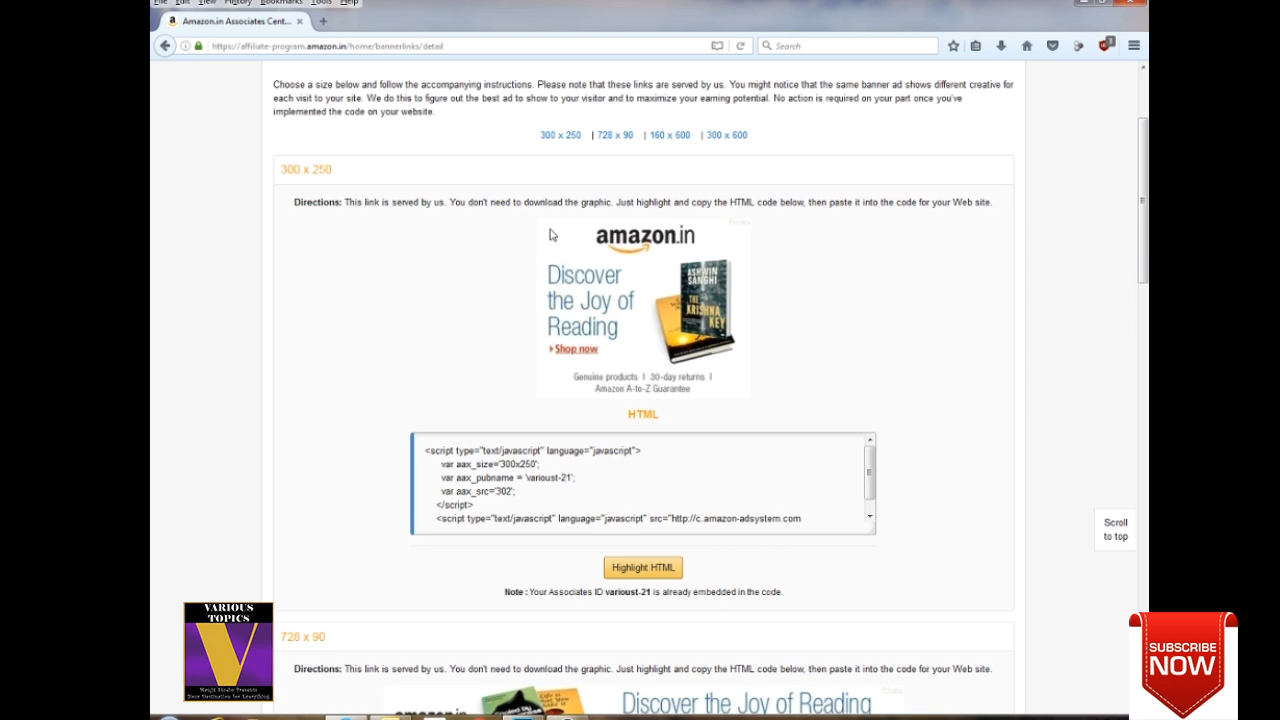 File Edit View History Bookmarks Tools Help
Amazon.in Associates Cent...
https://affiliate-program.amazon.in/home/bannerlinks/detail
Search
3
Choose a size below and follow the accompanying instructions. Please note that these links are served by us. You might notice that the same banner ad shows different creative for
each visit to your site. We do this to figure out the best ad to show to your visitor and to maximize your earning potential. No action is required on your part once you've
implemented the code on your website.
300 x 250 | 728 x 90 | 160 x 600 | 300 x 600
300 x 250
Directions: This link is served by us. You don't need to download the graphic. Just highlight and copy the HTML code below, then paste it into the code for your Web site.
Privacy
amazon.in
Discover
the Joy of
Reading
Shop now
ASHWIN
SANGHI
THE
KRISHNA
KEY
Genuine products | 30-day returns |
Amazon A-to-Z Guarantee
HTML
<script type="text/javascript" language="javascript">
var aax_size='300x250';
var aax_pubname = 'varioust-21';
var aax_src='302';
</script>
<script type="text/javascript" language="javascript" src="http://c.amazon-adsystem.com
Highlight HTML
Note : Your Associates ID varioust-21 is already embedded in the code.
Scroll
to top
728 x 90
Directions: This link is served by us. You don't need to download the graphic. Just highlight and copy the HTML code below, then paste it into the code for your Web site.
Privacy
amazon.in
Discover the Joy of Reading
VARIOUS
TOPICS
V
Your Destination for Everything
SUBSCRIBE
NOW